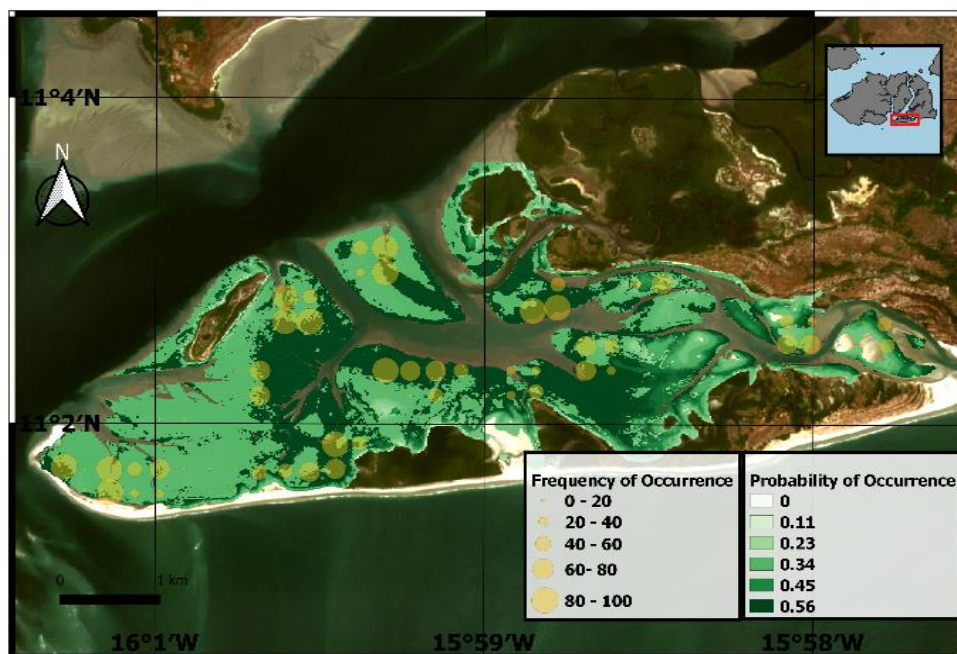 11°4′N
N
11°2′N
Frequency of Occurrence
0 - 20
20 - 40
40 - 60
60- 80
80 - 100
Probability of Occurrence
0
0.11
0.23
0.34
0.45
0.56
0 1 km
16°1′W 15°59′W 15°58′W